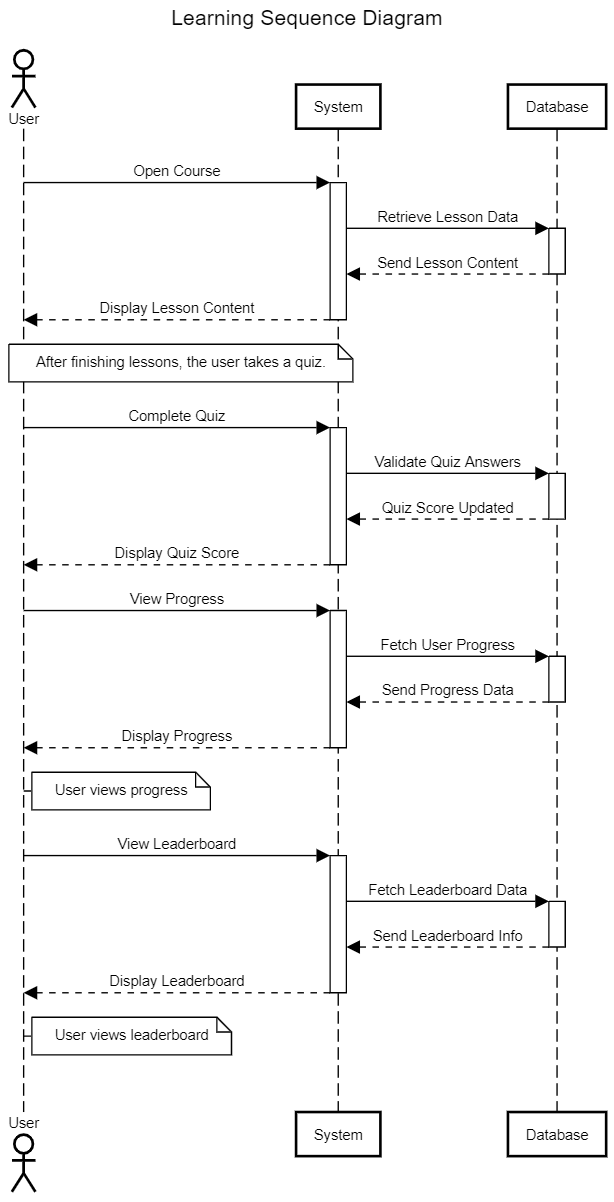 Learning Sequence Diagram
User
System
Database
Open Course
Retrieve Lesson Data
Send Lesson Content
Display Lesson Content
After finishing lessons, the user takes a quiz.
Complete Quiz
Validate Quiz Answers
Quiz Score Updated
Display Quiz Score
View Progress
Fetch User Progress
Send Progress Data
Display Progress
User views progress
View Leaderboard
Fetch Leaderboard Data
Send Leaderboard Info
Display Leaderboard
User views leaderboard
User
System
Database